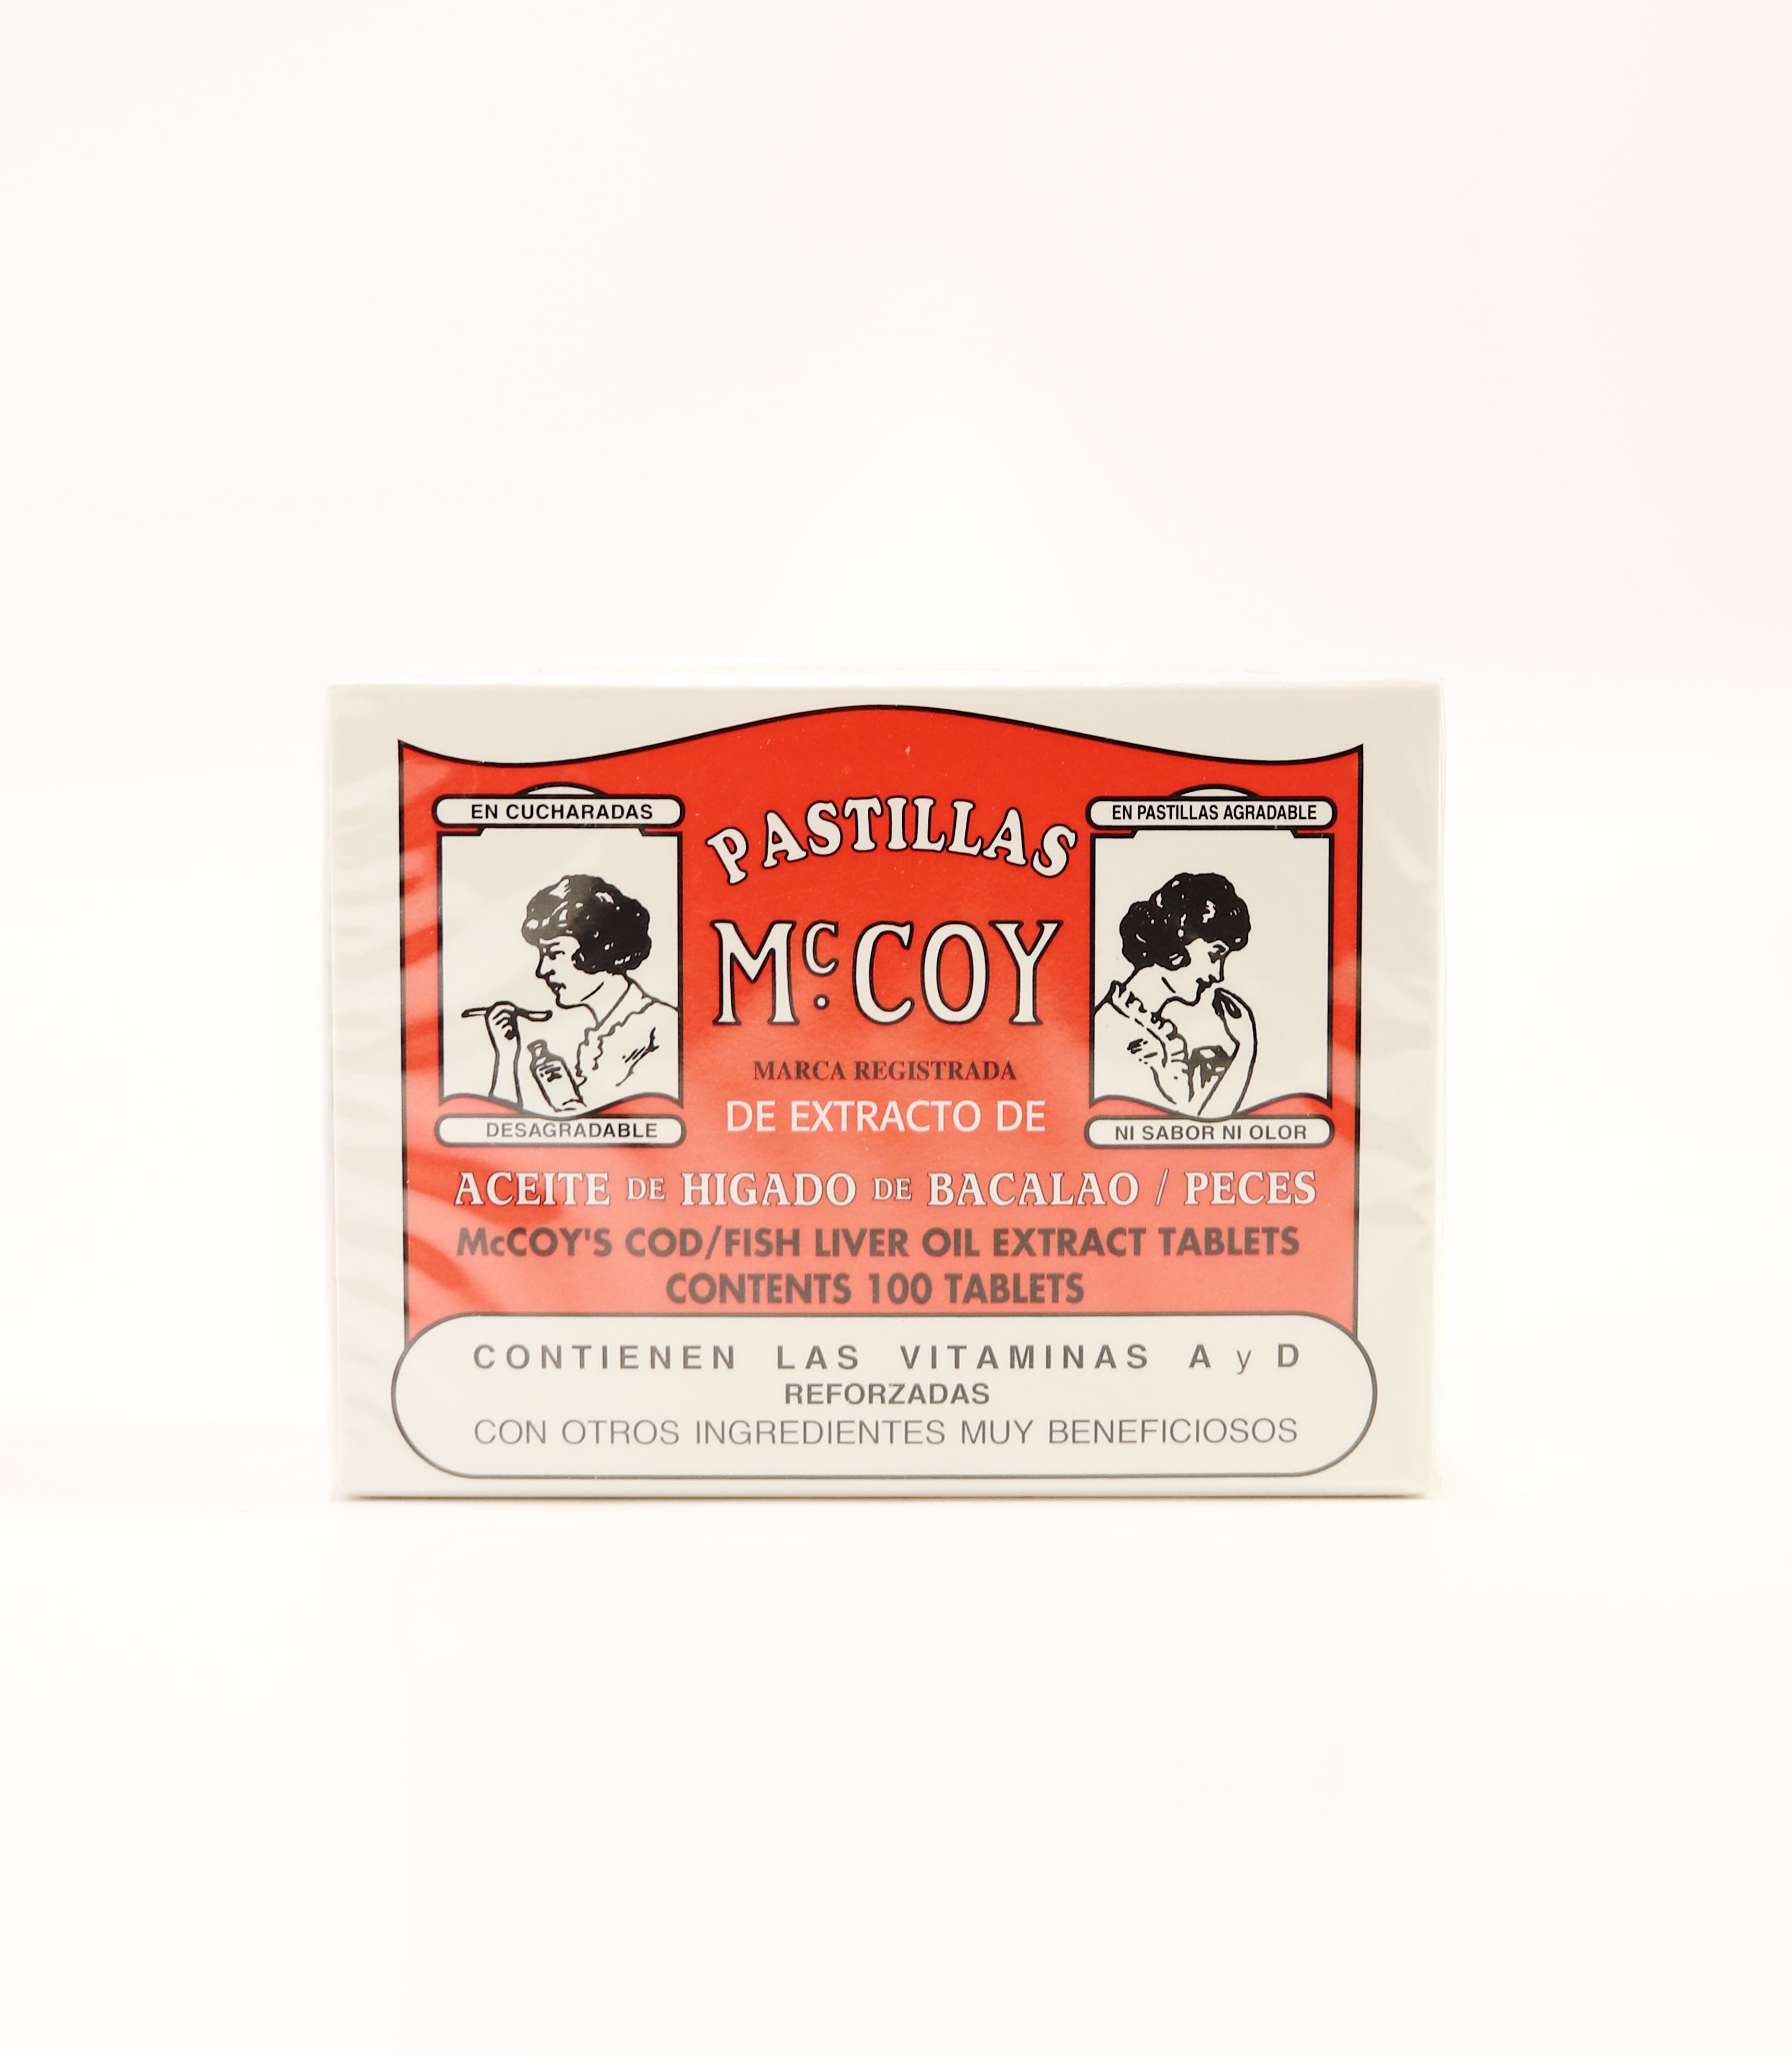 EN CUCHARADAS
DESAGRADABLE
PASTILLAS
McCOY
MARCA REGISTRADA
DE EXTRACTO DE
EN PASTILLAS AGRADABLE
NI SABOR NI OLOR
ACEITE DE HIGADO DE BACALAO / PECES
McCOY'S COD/FISH LIVER OIL EXTRACT TABLETS
CONTENTS 100 TABLETS
CONTIENEN LAS VITAMINAS A y D
REFORZADAS
CON OTROS INGREDIENTES MUY BENEFICIOSOS